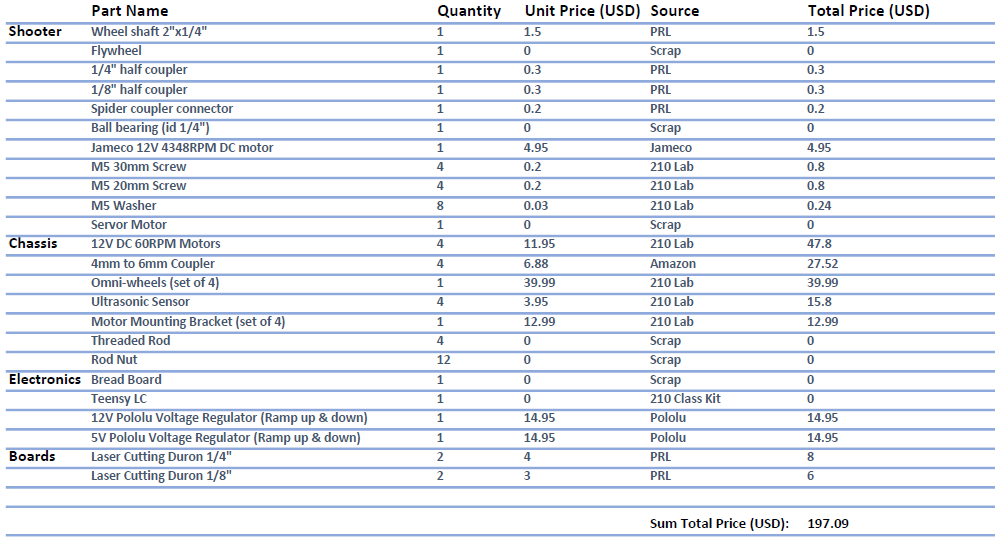 Part Name Quantity Unit Price (USD) Source Total Price (USD)
Shooter Wheel shaft 2"x1/4" 1 1.5 PRL 1.5
Flywheel 1 0 Scrap 0
1/4" half coupler 1 0.3 PRL 0.3
1/8" half coupler 1 0.3 PRL 0.3
Spider coupler connector 1 0.2 PRL 0.2
Ball bearing (id 1/4") 1 0 Scrap 0
Jameco 12V 4348RPM DC motor 1 4.95 Jameco 4.95
M5 30mm Screw 4 0.2 210 Lab 0.8
M5 20mm Screw 4 0.2 210 Lab 0.8
M5 Washer 8 0.03 210 Lab 0.24
Servor Motor 1 0 Scrap 0
Chassis 12V DC 60RPM Motors 4 11.95 210 Lab 47.8
4mm to 6mm Coupler 4 6.88 Amazon 27.52
Omni-wheels (set of 4) 1 39.99 210 Lab 39.99
Ultrasonic Sensor 4 3.95 210 Lab 15.8
Motor Mounting Bracket (set of 4) 1 12.99 210 Lab 12.99
Threaded Rod 4 0 Scrap 0
Rod Nut 12 0 Scrap 0
Electronics Bread Board 1 0 Scrap 0
Teensy LC 1 0 210 Class Kit 0
12V Pololu Voltage Regulator (Ramp up & down) 1 14.95 Pololu 14.95
5V Pololu Voltage Regulator (Ramp up & down) 1 14.95 Pololu 14.95
Boards Laser Cutting Duron 1/4" 2 4 PRL 8
Laser Cutting Duron 1/8" 2 3 PRL 6
Sum Total Price (USD): 197.09